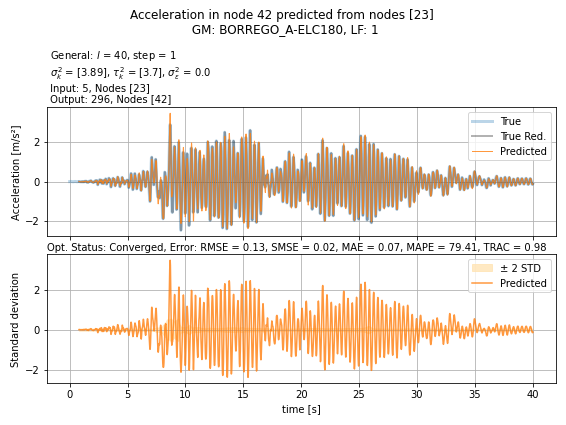 Acceleration in node 42 predicted from nodes [23]
GM: BORREGO_A-ELC180, LF: 1
General: l = 40, step = 1
σ²ₖ = [3.89], τ²ₖ = [3.7], σ²ε = 0.0
Input: 5, Nodes [23]
Output: 296, Nodes [42]
Acceleration [m/s²]
2
0
−2
True
True Red.
Predicted
Opt. Status: Converged, Error: RMSE = 0.13, SMSE = 0.02, MAE = 0.07, MAPE = 79.41, TRAC = 0.98
Standard deviation
2
0
−2
± 2 STD
Predicted
0 5 10 15 20 25 30 35 40
time [s]